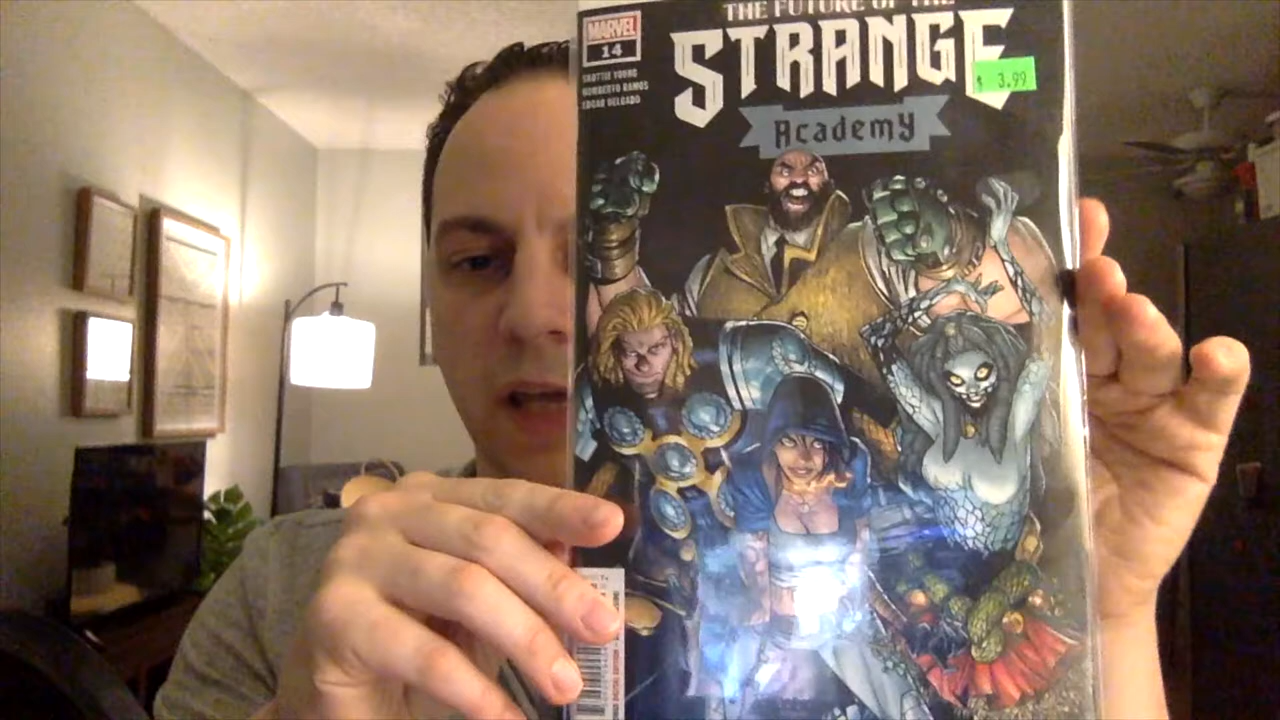 THE FUTURE OF THE
STRANGE
Academy
$ 3.99
MARVEL
14
SKOTTIE YOUNG
HUMBERTO RAMOS
EDGAR DELGADO